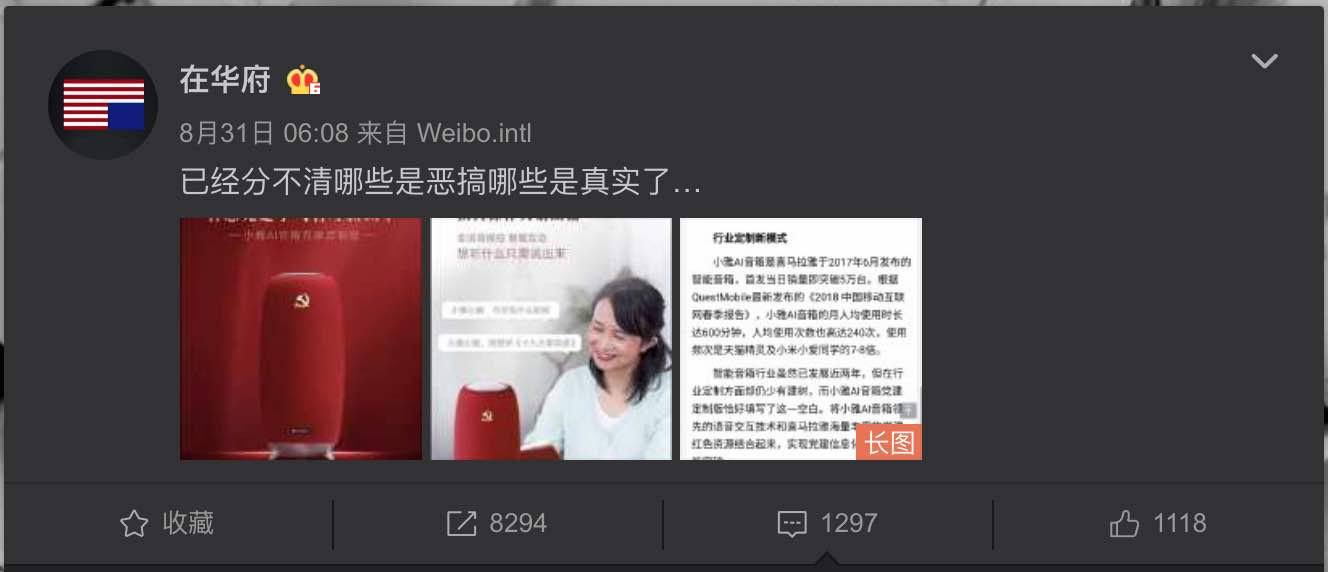 在华府
8月31日 06:08 来自 Weibo.intl
已经分不清哪些是恶搞哪些是真实了…
小雅AI音箱党建定制版
想听什么只需说出来
行业定制新模式
小雅AI音箱是喜马拉雅于2017年6月发布的
智能音箱，首发当日销量即突破5万台。根据
QuestMobile最新发布的《2018 中国移动互联
网春季报告》，小雅AI音箱的月人均使用时长
达600分钟，人均使用次数也高达240次，使用
频次是天猫精灵及小米小爱同学的7-8倍。
智能音箱行业虽然已发展近两年，但在行
业定制方面却仍少有建树，而小雅AI音箱党建
定制版恰好填写了这一空白。将小雅AI音箱领
先的语音交互技术和喜马拉雅海量
红色资源结合起来，实现党建信息化
长图
收藏
8294
1297
1118